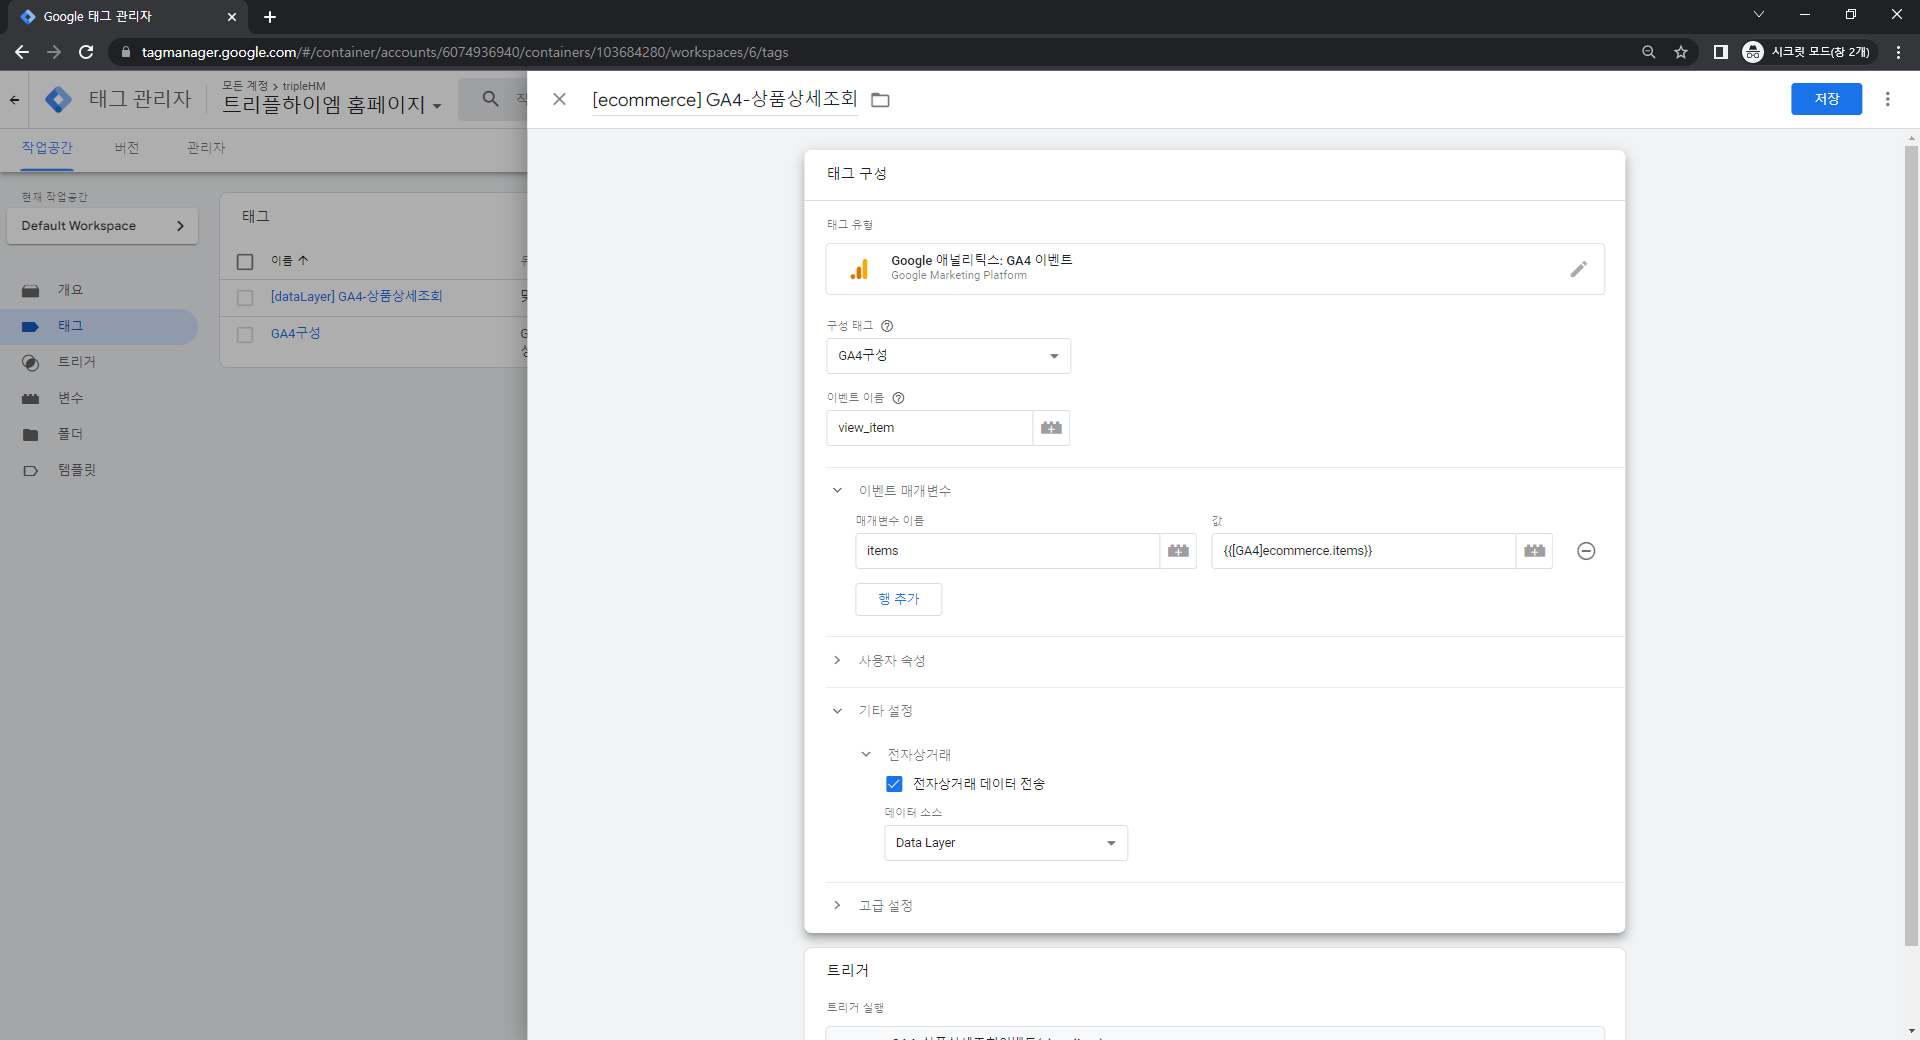 Google 태그 관리자
tagmanager.google.com/#/container/accounts/6074936940/containers/103684280/workspaces/6/tags
시크릿 모드(창 2개)
태그 관리자
모든 계정 > tripleHM
트리플하이엠 홈페이지
[ecommerce] GA4-상품상세조회
저장
작업공간
버전
관리자
현재 작업공간
Default Workspace
개요
태그
트리거
변수
폴더
템플릿
태그
이름
[dataLayer] GA4-상품상세조회
GA4구성
태그 구성
태그 유형
Google 애널리틱스: GA4 이벤트
Google Marketing Platform
구성 태그
GA4구성
이벤트 이름
view_item
이벤트 매개변수
매개변수 이름
값
items
{{[GA4]ecommerce.items}}
행 추가
사용자 속성
기타 설정
전자상거래
전자상거래 데이터 전송
데이터 소스
Data Layer
고급 설정
트리거
트리거 실행